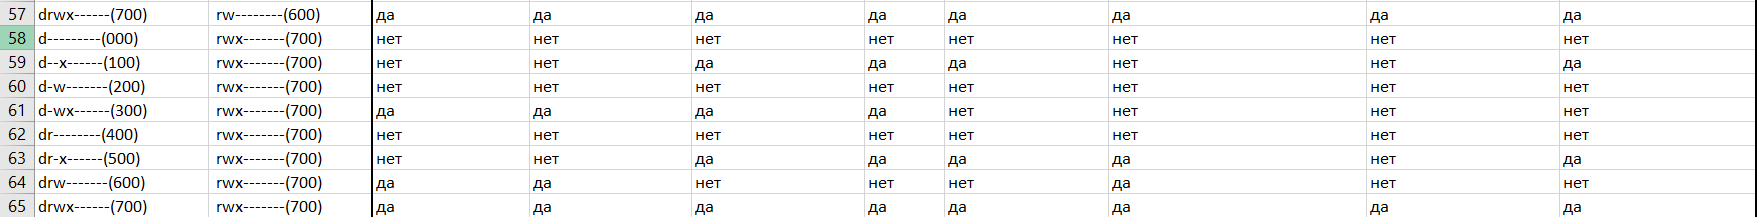 57 drwx------(700) rw--------(600) да да да да да да да да
58 d---------(000) rwx-------(700) нет нет нет нет нет нет нет нет
59 d--x------(100) rwx-------(700) нет нет да да да нет нет да
60 d-w-------(200) rwx-------(700) нет нет нет нет нет нет нет нет
61 d-wx------(300) rwx-------(700) да да да да нет нет нет нет
62 dr--------(400) rwx-------(700) нет нет нет нет нет нет нет нет
63 dr-x------(500) rwx-------(700) нет нет да да да да нет да
64 drw-------(600) rwx-------(700) да да нет нет нет да нет нет
65 drwx------(700) rwx-------(700) да да да да да да да да